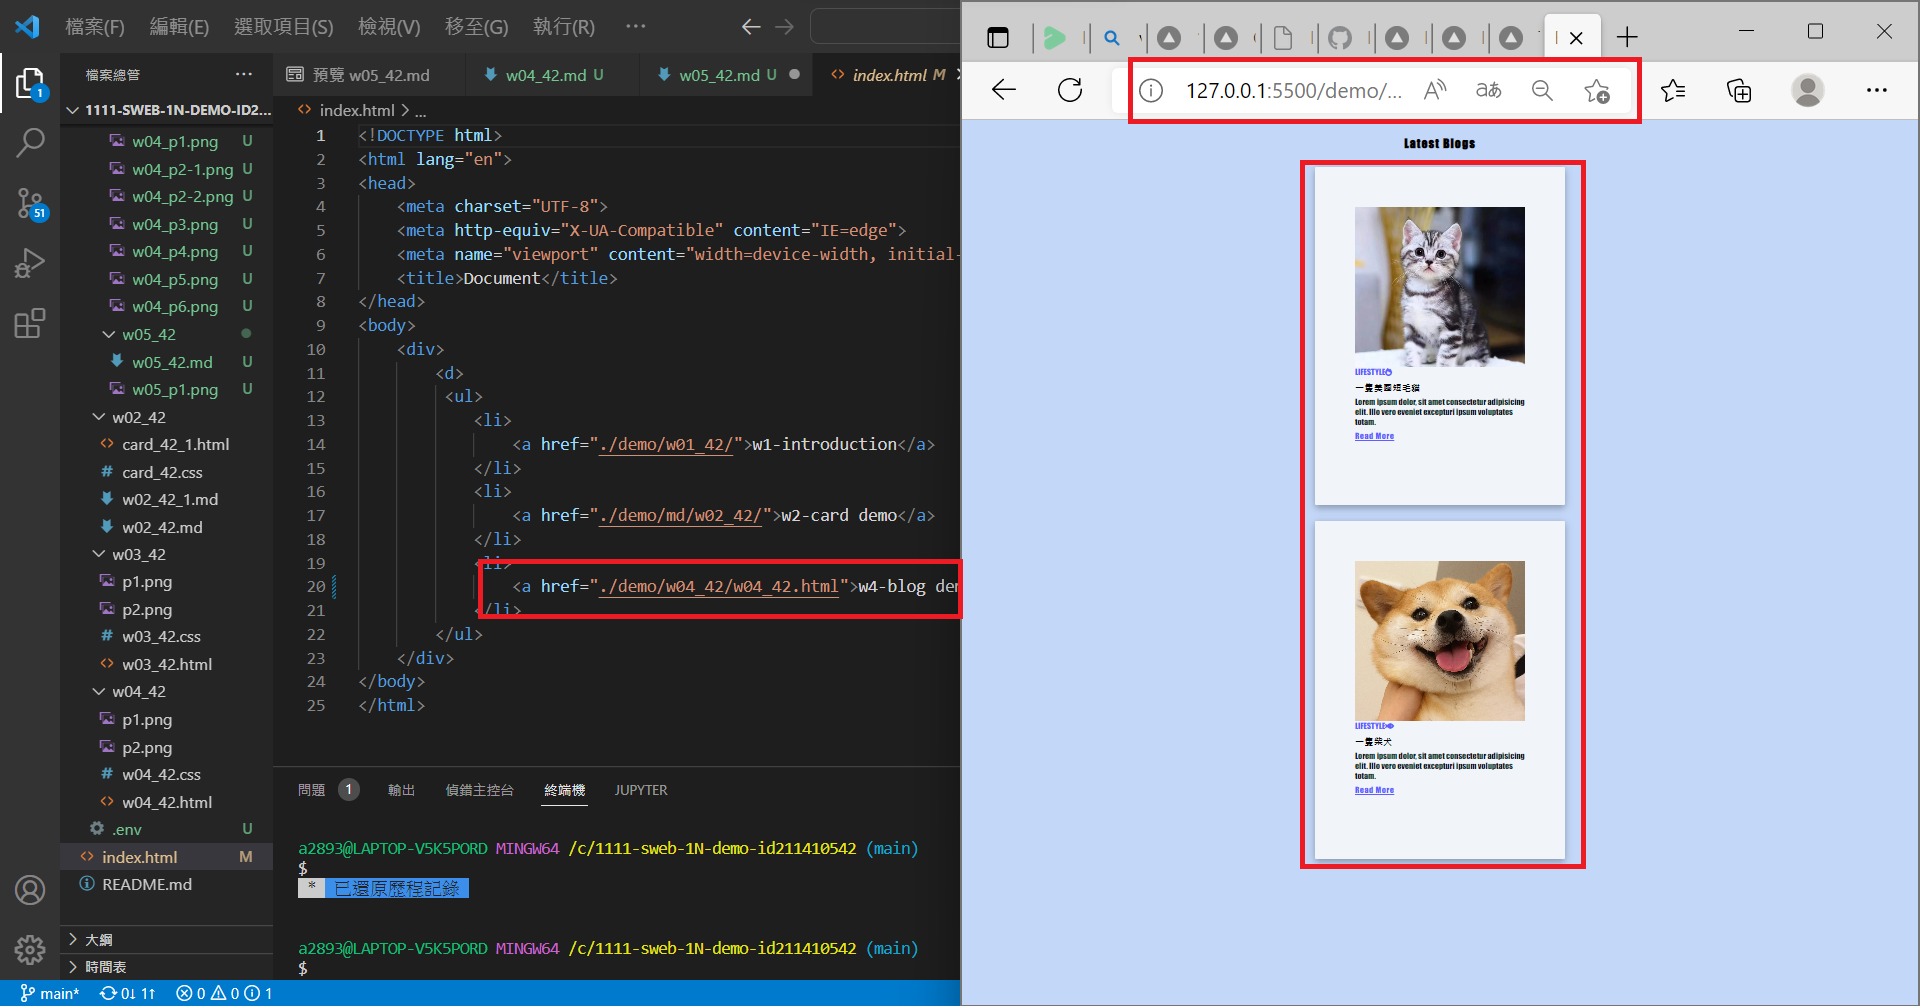 檔案(F) 編輯(E) 選取項目(S) 檢視(V) 移至(G) 執行(R) ···
檔案總管 ···
1111-SWEB-1N-DEMO-ID2...
w04_p1.png U
w04_p2-1.png U
w04_p2-2.png U
w04_p3.png U
w04_p4.png U
w04_p5.png U
w04_p6.png U
w05_42
w05_42.md U
w05_p1.png U
w02_42
card_42_1.html
card_42.css
w02_42_1.md
w02_42.md
w03_42
p1.png
p2.png
w03_42.css
w03_42.html
w04_42
p1.png
p2.png
w04_42.css
w04_42.html
.env U
index.html M
README.md
大綱
時間表
1
51
預覽 w05_42.md w04_42.md U w05_42.md U index.html M
index.html > ...
1 <!DOCTYPE html>
2 <html lang="en">
3 <head>
4 <meta charset="UTF-8">
5 <meta http-equiv="X-UA-Compatible" content="IE=edge">
6 <meta name="viewport" content="width=device-width, initial-
7 <title>Document</title>
8 </head>
9 <body>
10 <div>
11 <d>
12 <ul>
13 <li>
14 <a href="./demo/w01_42/">w1-introduction</a>
15 </li>
16 <li>
17 <a href="./demo/md/w02_42/">w2-card demo</a>
18 </li>
19 <li>
20 <a href="./demo/w04_42/w04_42.html">w4-blog der
21 </li>
22 </ul>
23 </div>
24 </body>
25 </html>
問題 1 輸出 偵錯主控台 終端機 JUPYTER
a2893@LAPTOP-V5K5PORD MINGW64 /c/1111-sweb-1N-demo-id211410542 (main)
$
* 已還原歷程記錄
a2893@LAPTOP-V5K5PORD MINGW64 /c/1111-sweb-1N-demo-id211410542 (main)
$
main* 0↓ 1↑ 0 0 1
127.0.0.1:5500/demo/... aあ
Latest Blogs
LIFESTYLE
一隻美國短毛貓
Lorem ipsum dolor, sit amet consectetur adipisicing
elit. Illo vero eveniet excepturi ipsum voluptates
totam.
Read More
LIFESTYLE
一隻柴犬
Lorem ipsum dolor, sit amet consectetur adipisicing
elit. Illo vero eveniet excepturi ipsum voluptates
totam.
Read More